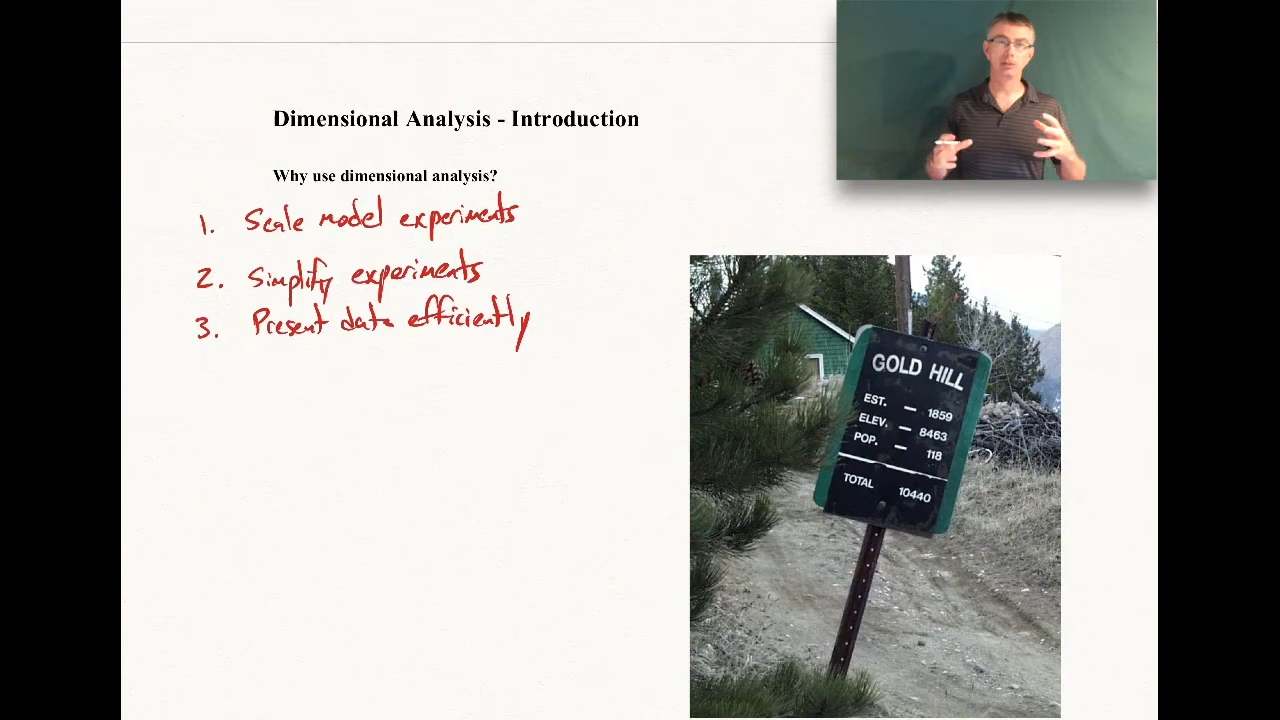 Dimensional Analysis - Introduction
Why use dimensional analysis?
1. Scale model experiments
2. Simplify experiments
3. Present data efficiently
GOLD HILL
EST. — 1859
ELEV. — 8463
POP. — 118
TOTAL 10440